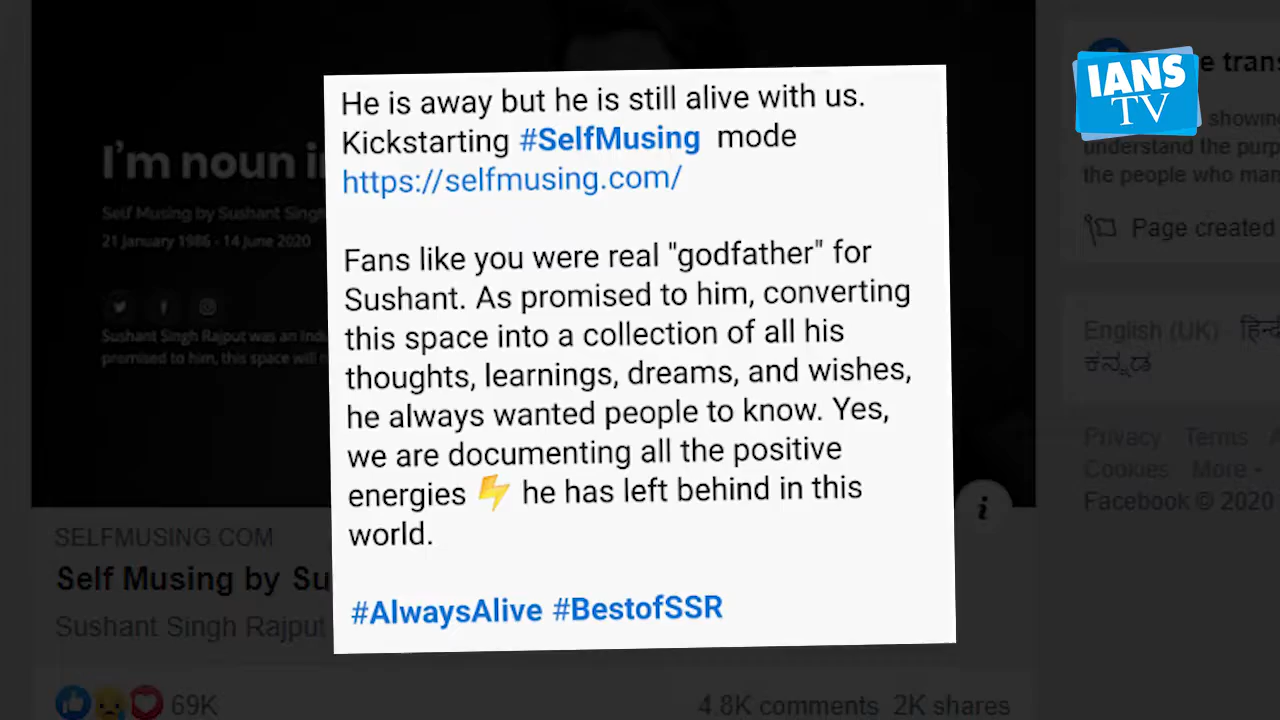 He is away but he is still alive with us.
Kickstarting #SelfMusing mode
https://selfmusing.com/
Fans like you were real "godfather" for
Sushant. As promised to him, converting
this space into a collection of all his
thoughts, learnings, dreams, and wishes,
he always wanted people to know. Yes,
we are documenting all the positive
energies ⚡ he has left behind in this
world.
#AlwaysAlive #BestofSSR
IANS
TV
I'm noun
Self Musing by Sushant Singh
21 January 1986 - 14 June 2020
Sushant Singh Rajput was an
promised to him, this space will
SELFMUSING.COM
Self Musing by
Sushant Singh Rajput
69K
4.8K comments 2K shares
showing
understand the
the people who
Page created
English (UK) ·
ಕನ್ನಡ
Privacy Terms
Cookies More
Facebook © 2020